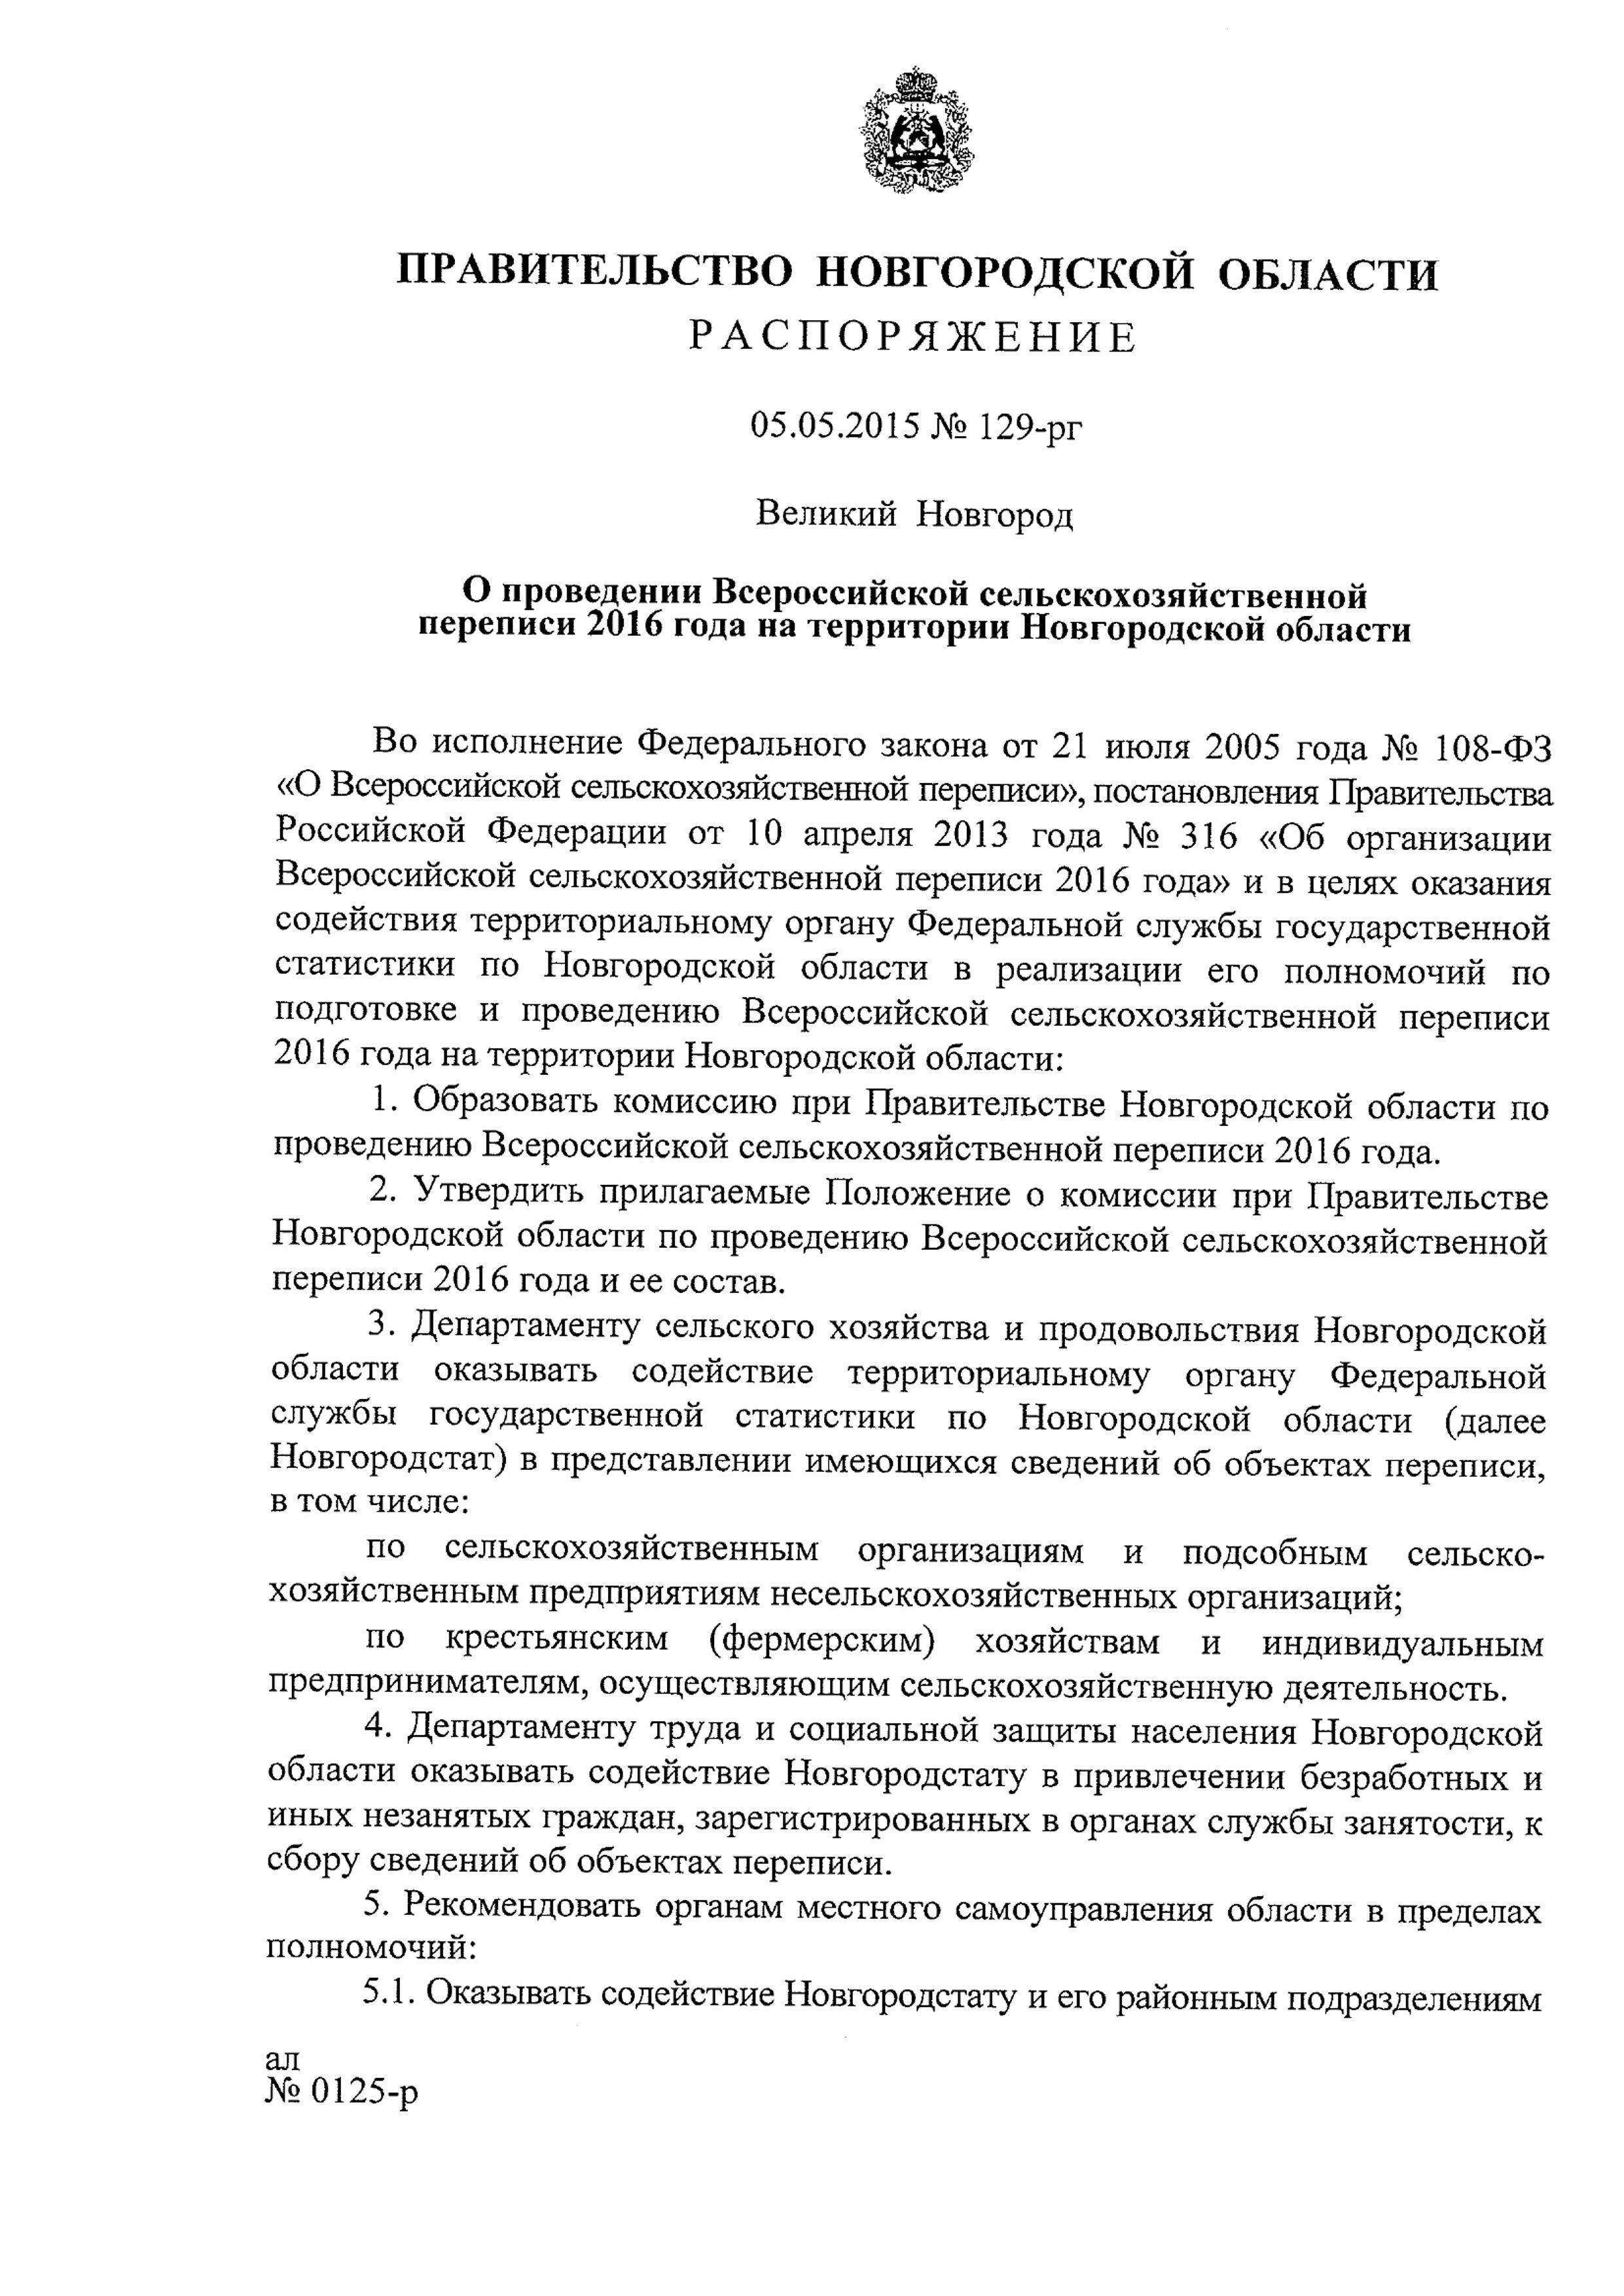 ПРАВИТЕЛЬСТВО НОВГОРОДСКОЙ ОБЛАСТИ
РАСПОРЯЖЕНИЕ
05.05.2015 № 129-рг
Великий Новгород
О проведении Всероссийской сельскохозяйственной
переписи 2016 года на территории Новгородской области
Во исполнение Федерального закона от 21 июля 2005 года № 108-ФЗ
«О Всероссийской сельскохозяйственной переписи», постановления Правительства
Российской Федерации от 10 апреля 2013 года № 316 «Об организации
Всероссийской сельскохозяйственной переписи 2016 года» и в целях оказания
содействия территориальному органу Федеральной службы государственной
статистики по Новгородской области в реализации его полномочий по
подготовке и проведению Всероссийской сельскохозяйственной переписи
2016 года на территории Новгородской области:
1. Образовать комиссию при Правительстве Новгородской области по
проведению Всероссийской сельскохозяйственной переписи 2016 года.
2. Утвердить прилагаемые Положение о комиссии при Правительстве
Новгородской области по проведению Всероссийской сельскохозяйственной
переписи 2016 года и ее состав.
3. Департаменту сельского хозяйства и продовольствия Новгородской
области оказывать содействие территориальному органу Федеральной
службы государственной статистики по Новгородской области (далее
Новгородстат) в представлении имеющихся сведений об объектах переписи,
в том числе:
по сельскохозяйственным организациям и подсобным сельско-
хозяйственным предприятиям несельскохозяйственных организаций;
по крестьянским (фермерским) хозяйствам и индивидуальным
предпринимателям, осуществляющим сельскохозяйственную деятельность.
4. Департаменту труда и социальной защиты населения Новгородской
области оказывать содействие Новгородстату в привлечении безработных и
иных незанятых граждан, зарегистрированных в органах службы занятости, к
сбору сведений об объектах переписи.
5. Рекомендовать органам местного самоуправления области в пределах
полномочий:
5.1. Оказывать содействие Новгородстату и его районным подразделениям
ал
№ 0125-р